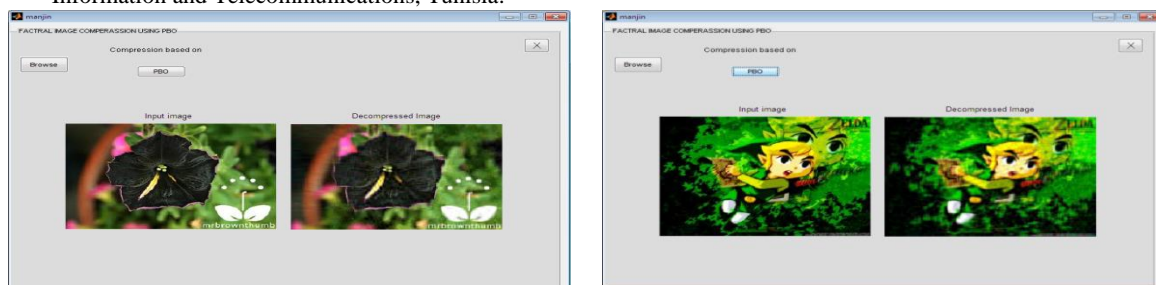 Information and Telecommunications, Tunisia.
manjin
FACTRAL IMAGE COMPERASSION USING PBO
Compression based on
Browse
PBO
Input image
Decompressed Image
mrbrownthumb
mrbrownthumb
manjin
FACTRAL IMAGE COMPERASSION USING PBO
Compression based on
Browse
PBO
Input image
Decompressed Image
ZELDA